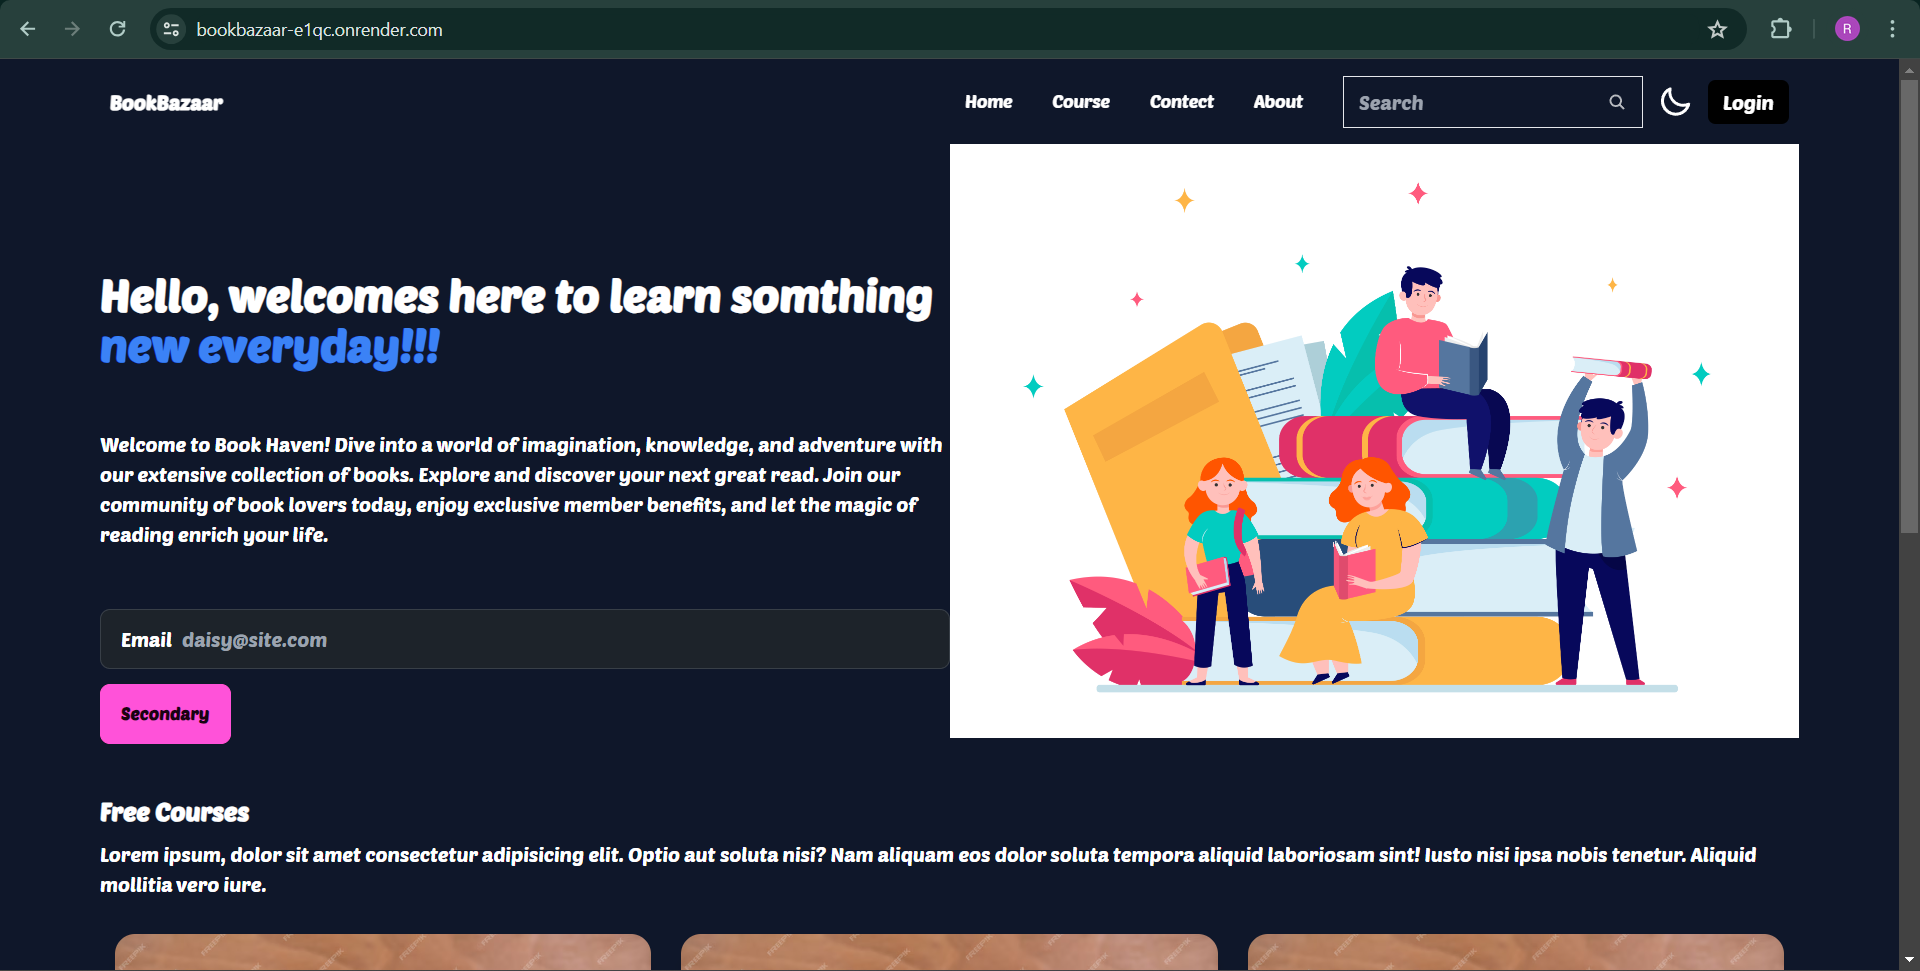 bookbazaar-e1qc.onrender.com
R
BookBazaar
Home
Course
Contect
About
Search
Login
Hello, welcomes here to learn somthing
new everyday!!!
Welcome to Book Haven! Dive into a world of imagination, knowledge, and adventure with
our extensive collection of books. Explore and discover your next great read. Join our
community of book lovers today, enjoy exclusive member benefits, and let the magic of
reading enrich your life.
Email daisy@site.com
Secondary
Free Courses
Lorem ipsum, dolor sit amet consectetur adipisicing elit. Optio aut soluta nisi? Nam aliquam eos dolor soluta tempora aliquid laboriosam sint! Iusto nisi ipsa nobis tenetur. Aliquid
mollitia vero iure.